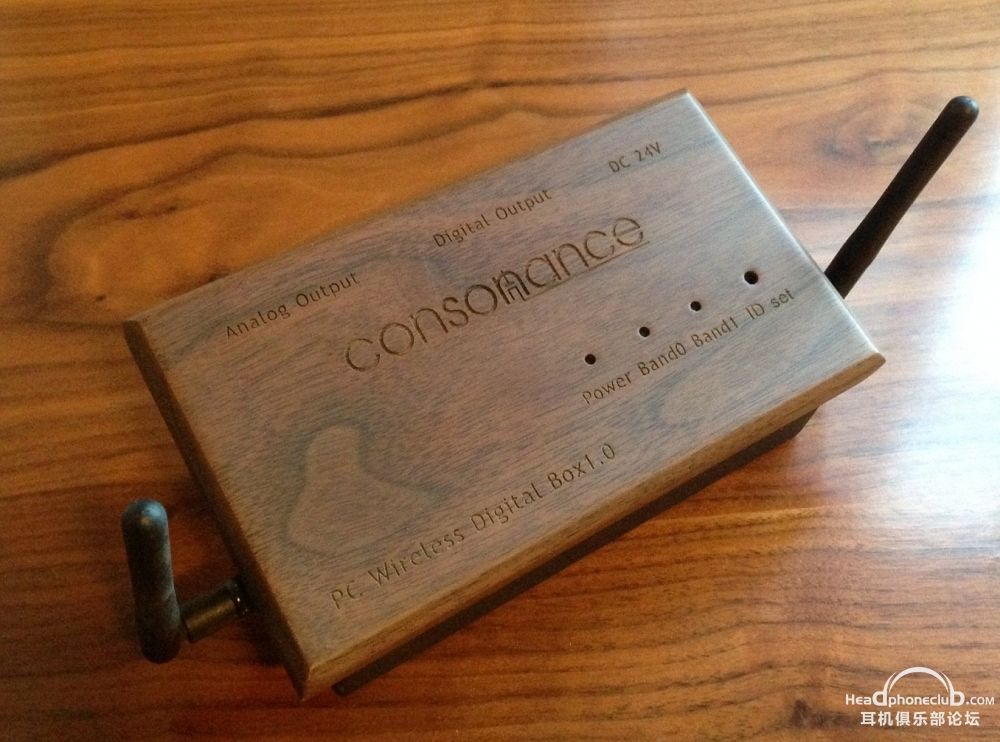 DC 24V
Digital Output
Analog Output
consonance
Power Band0 Band1 ID set
PC Wireless Digital Box1.0
Headphoneclub.com
耳机俱乐部论坛